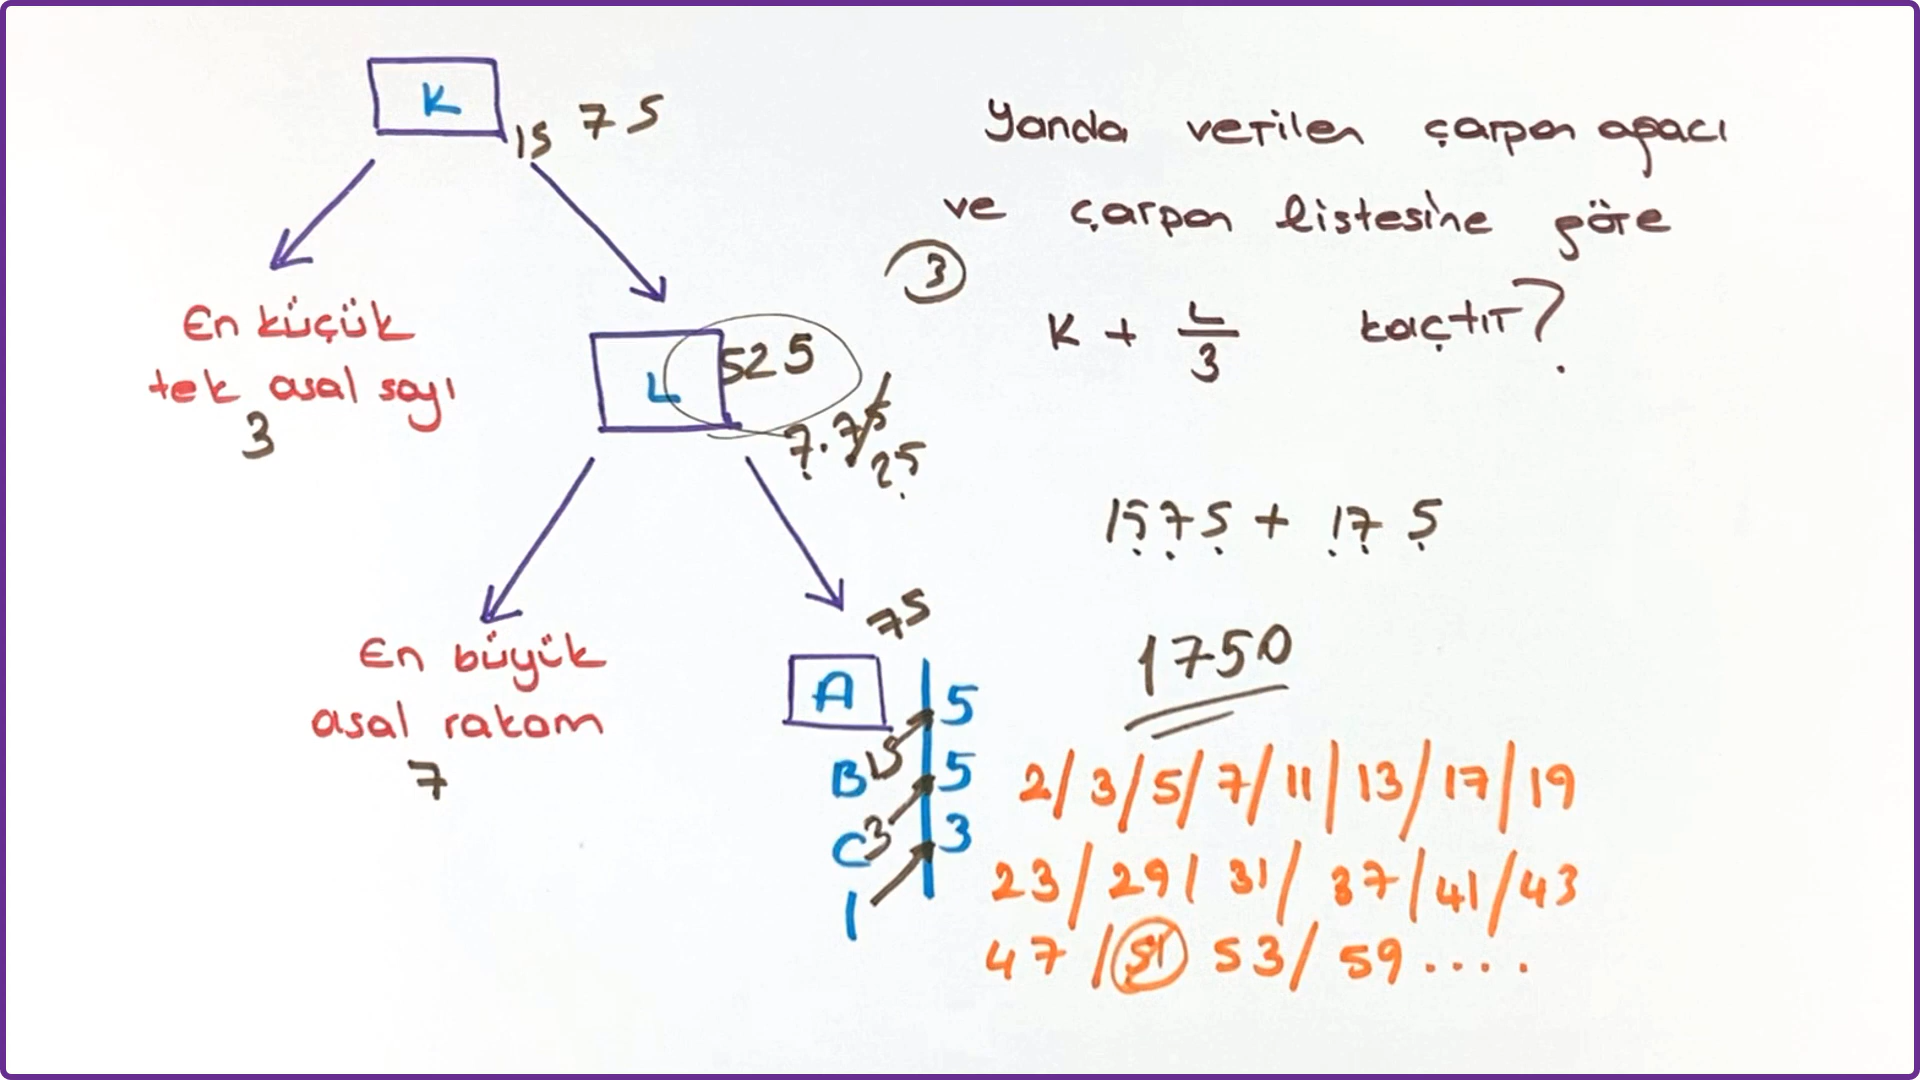 K
15 75
Yanda verilen çarpan ağacı
ve çarpan listesine göre
3
K + L/3 kaçtır?
En küçük
tek asal sayı
3
L 525
7.75
25
1575 + 175
1750
En büyük
asal rakam
7
75
A 5
B 15 5
C 3 3
1
2/ 3/ 5/ 7/ 11/ 13/ 17/ 19
23/ 29/ 31/ 37/ 41/ 43
47 / 51 53/ 59 ....